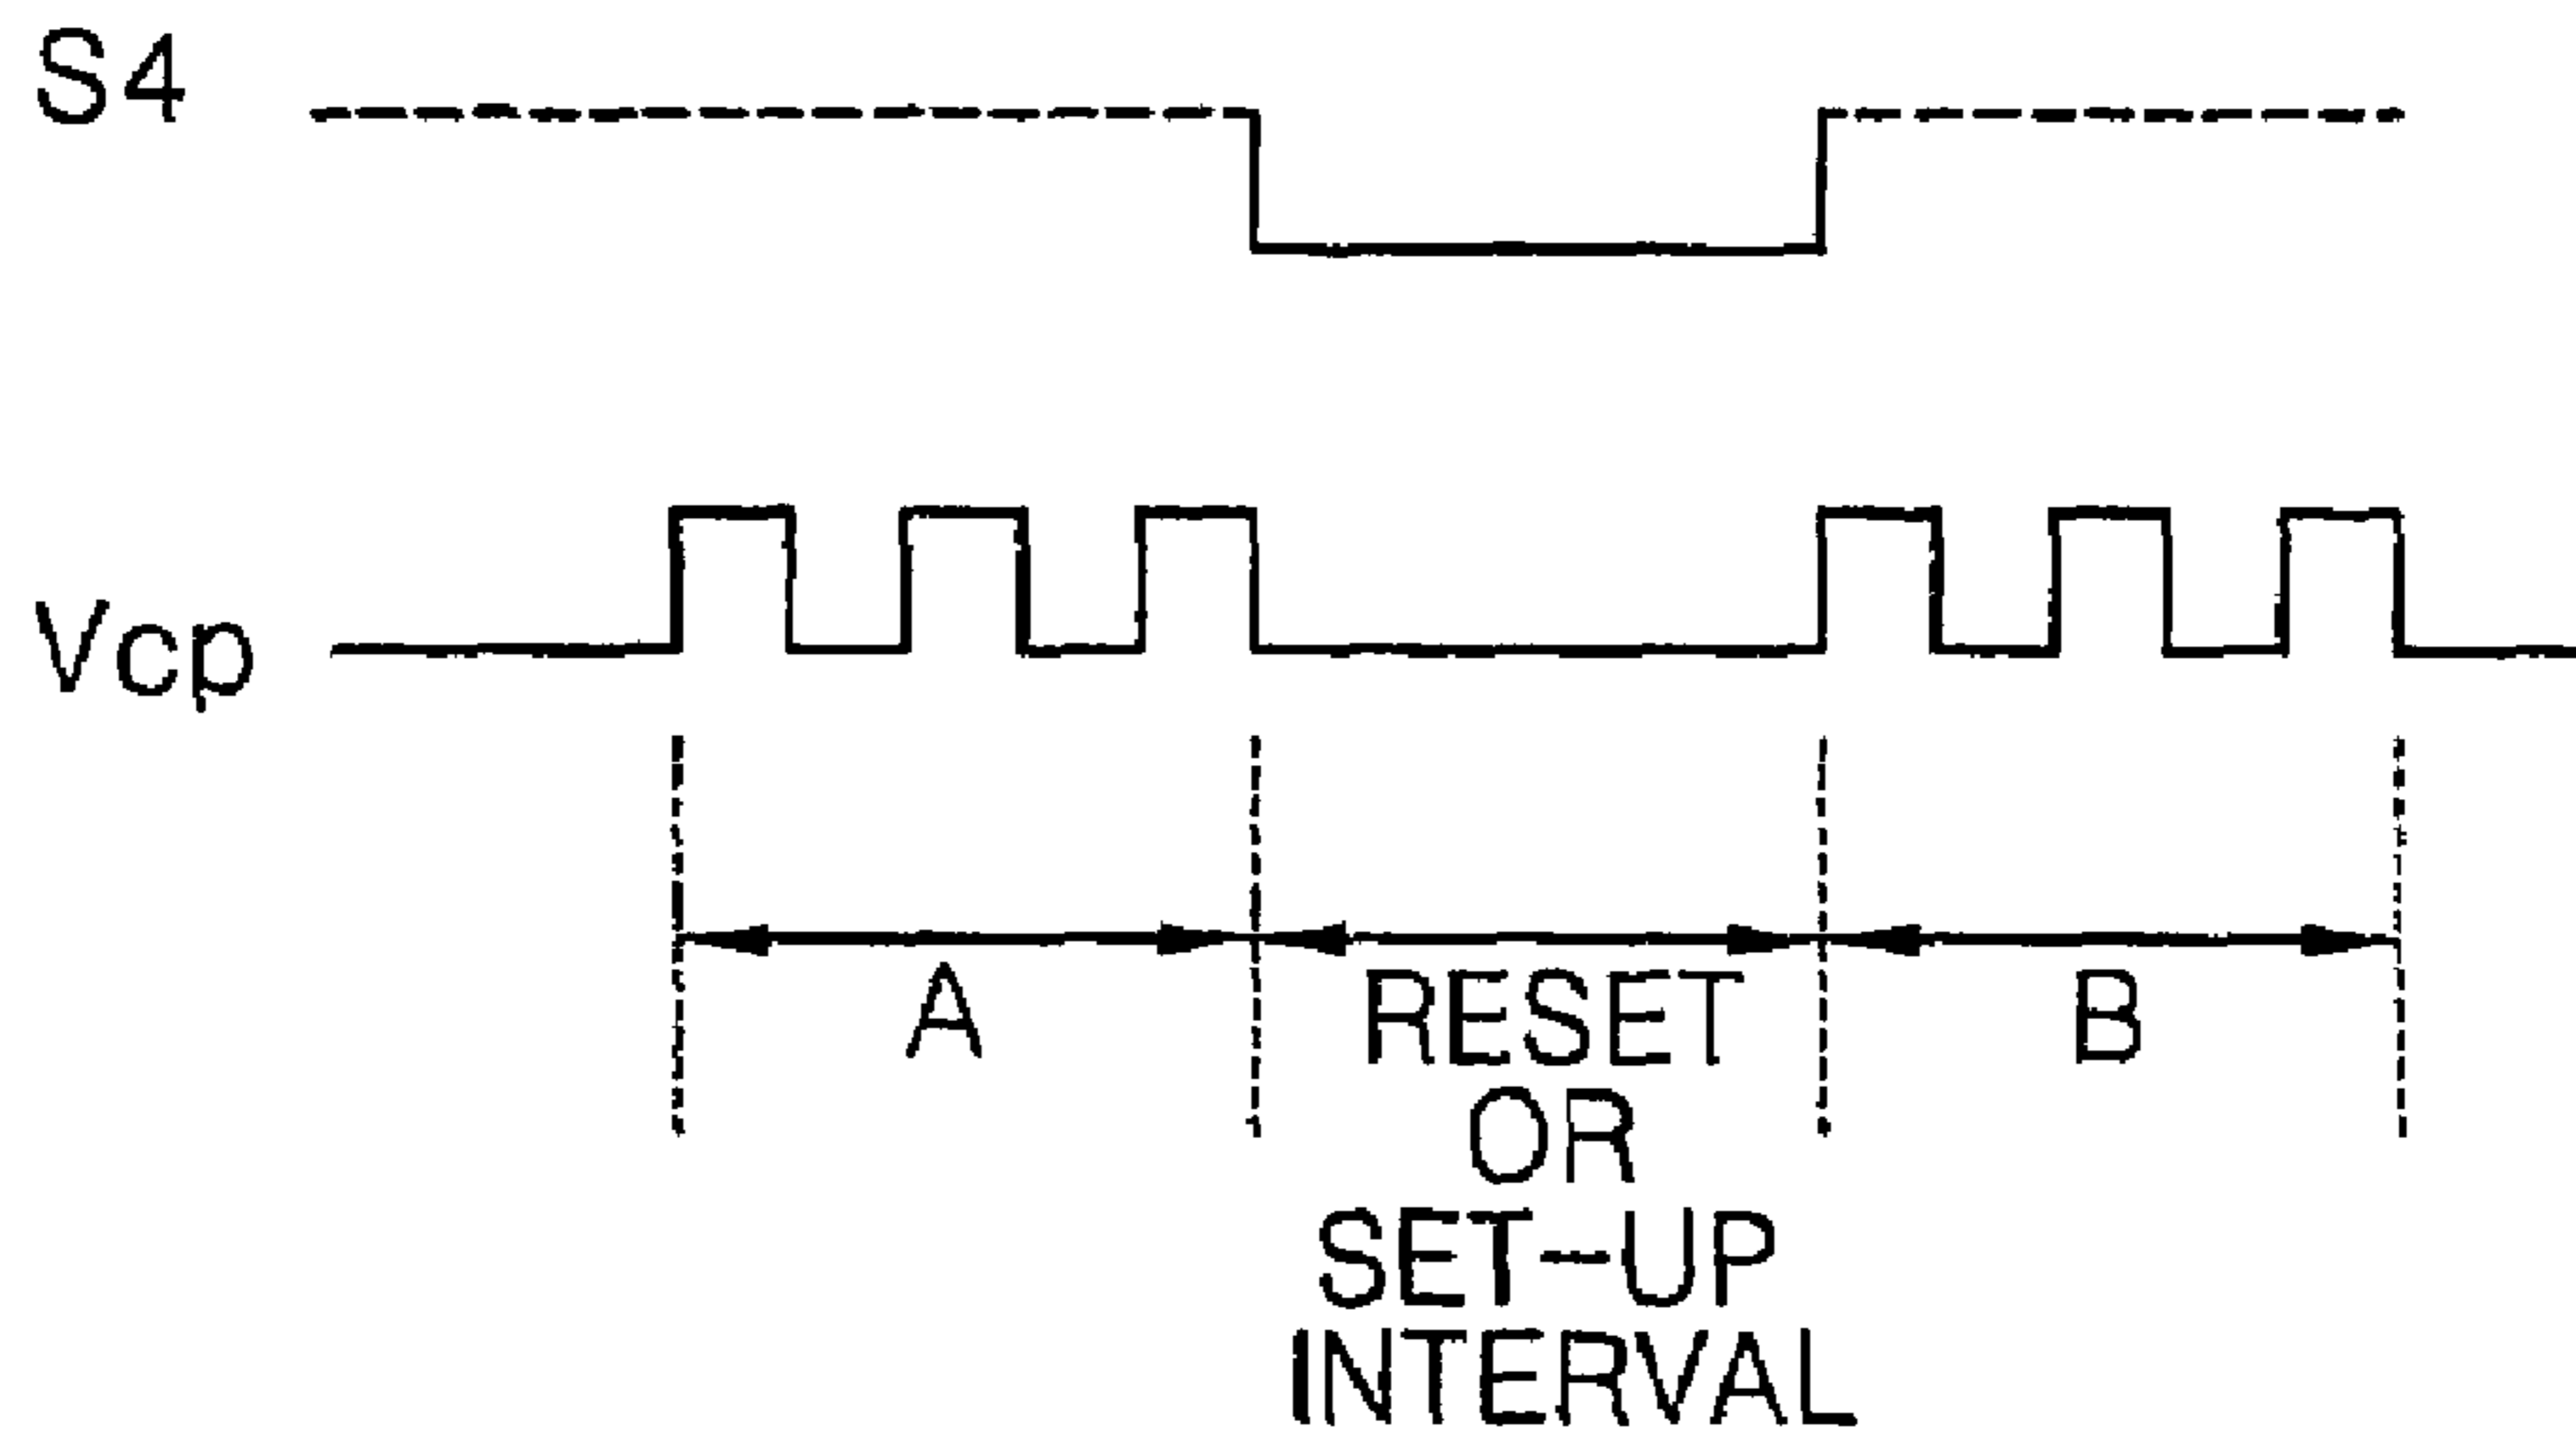 S4
Vcp
A
RESET
OR
SET-UP
INTERVAL
B